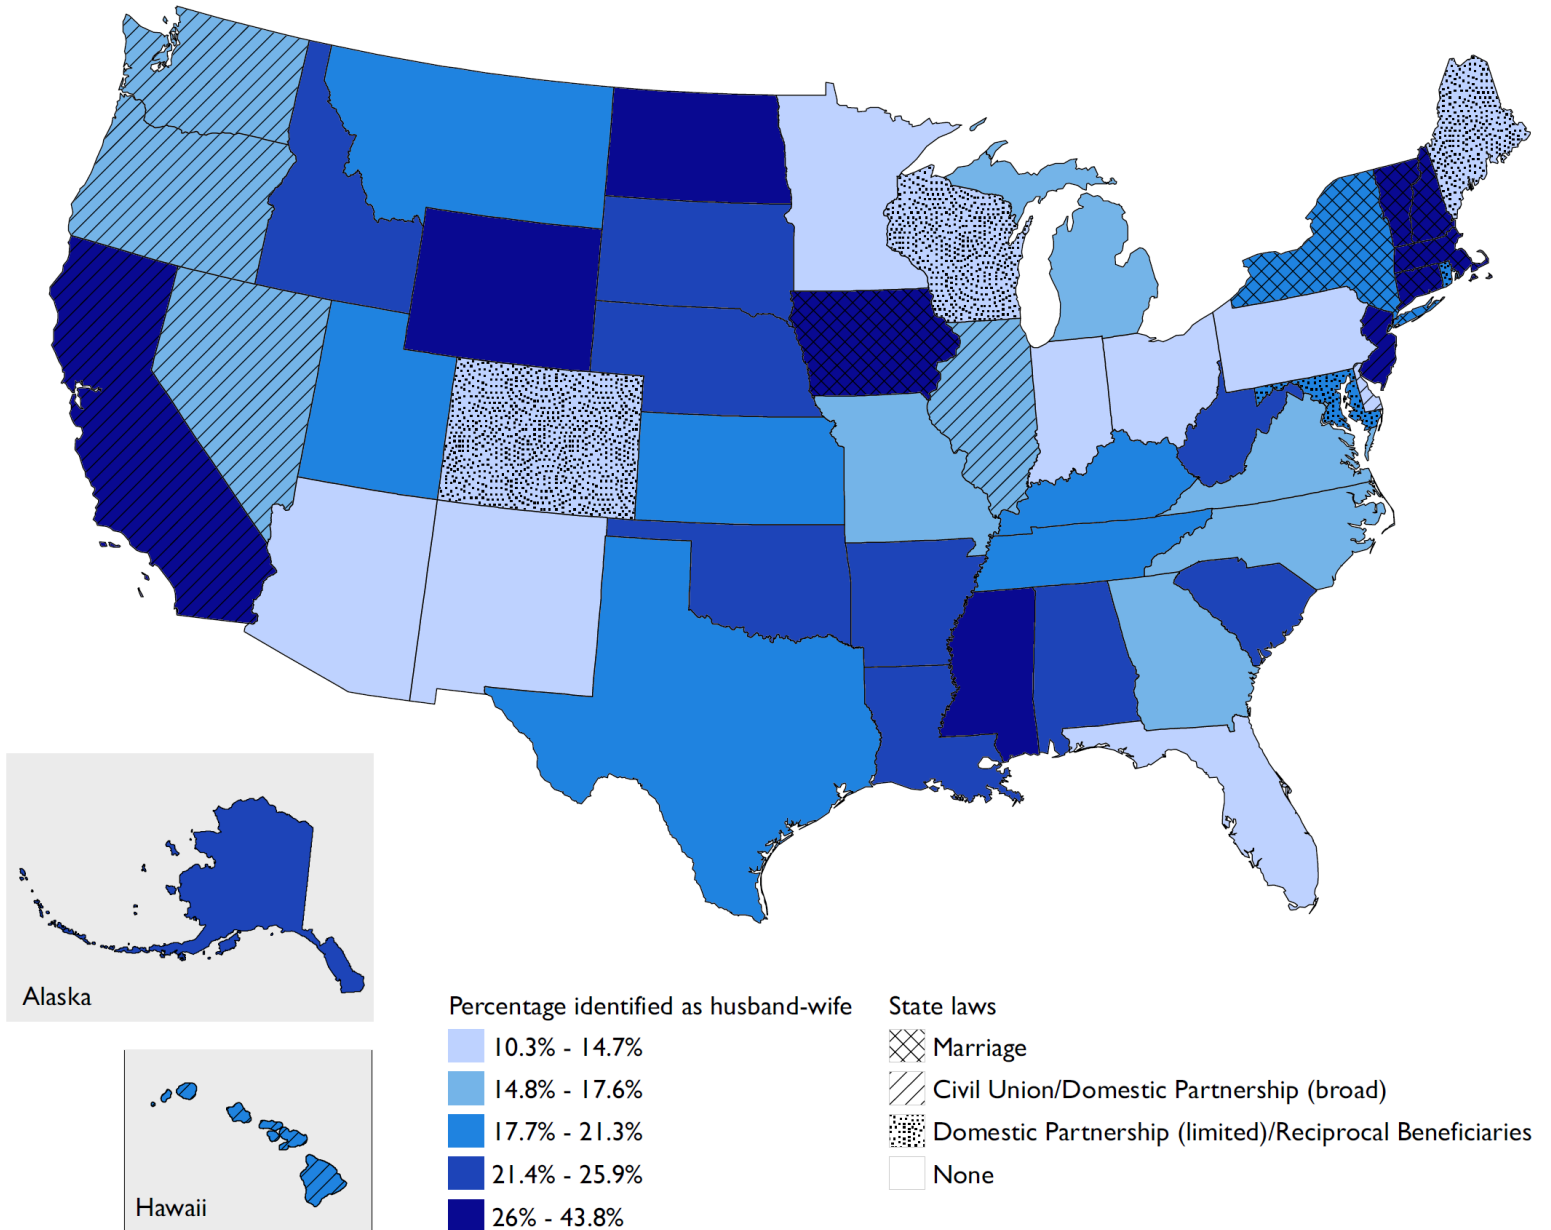 Alaska
Hawaii
Percentage identified as husband-wife
10.3% - 14.7%
14.8% - 17.6%
17.7% - 21.3%
21.4% - 25.9%
26% - 43.8%
State laws
Marriage
Civil Union/Domestic Partnership (broad)
Domestic Partnership (limited)/Reciprocal Beneficiaries
None